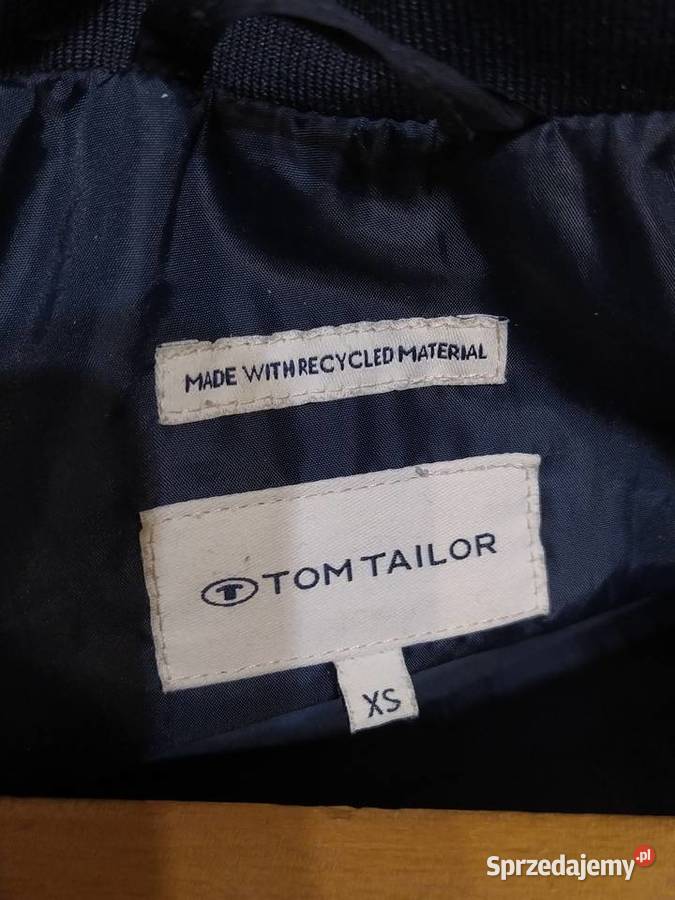 MADE WITH RECYCLED MATERIAL
T TOM TAILOR
XS
Sprzedajemy.pl